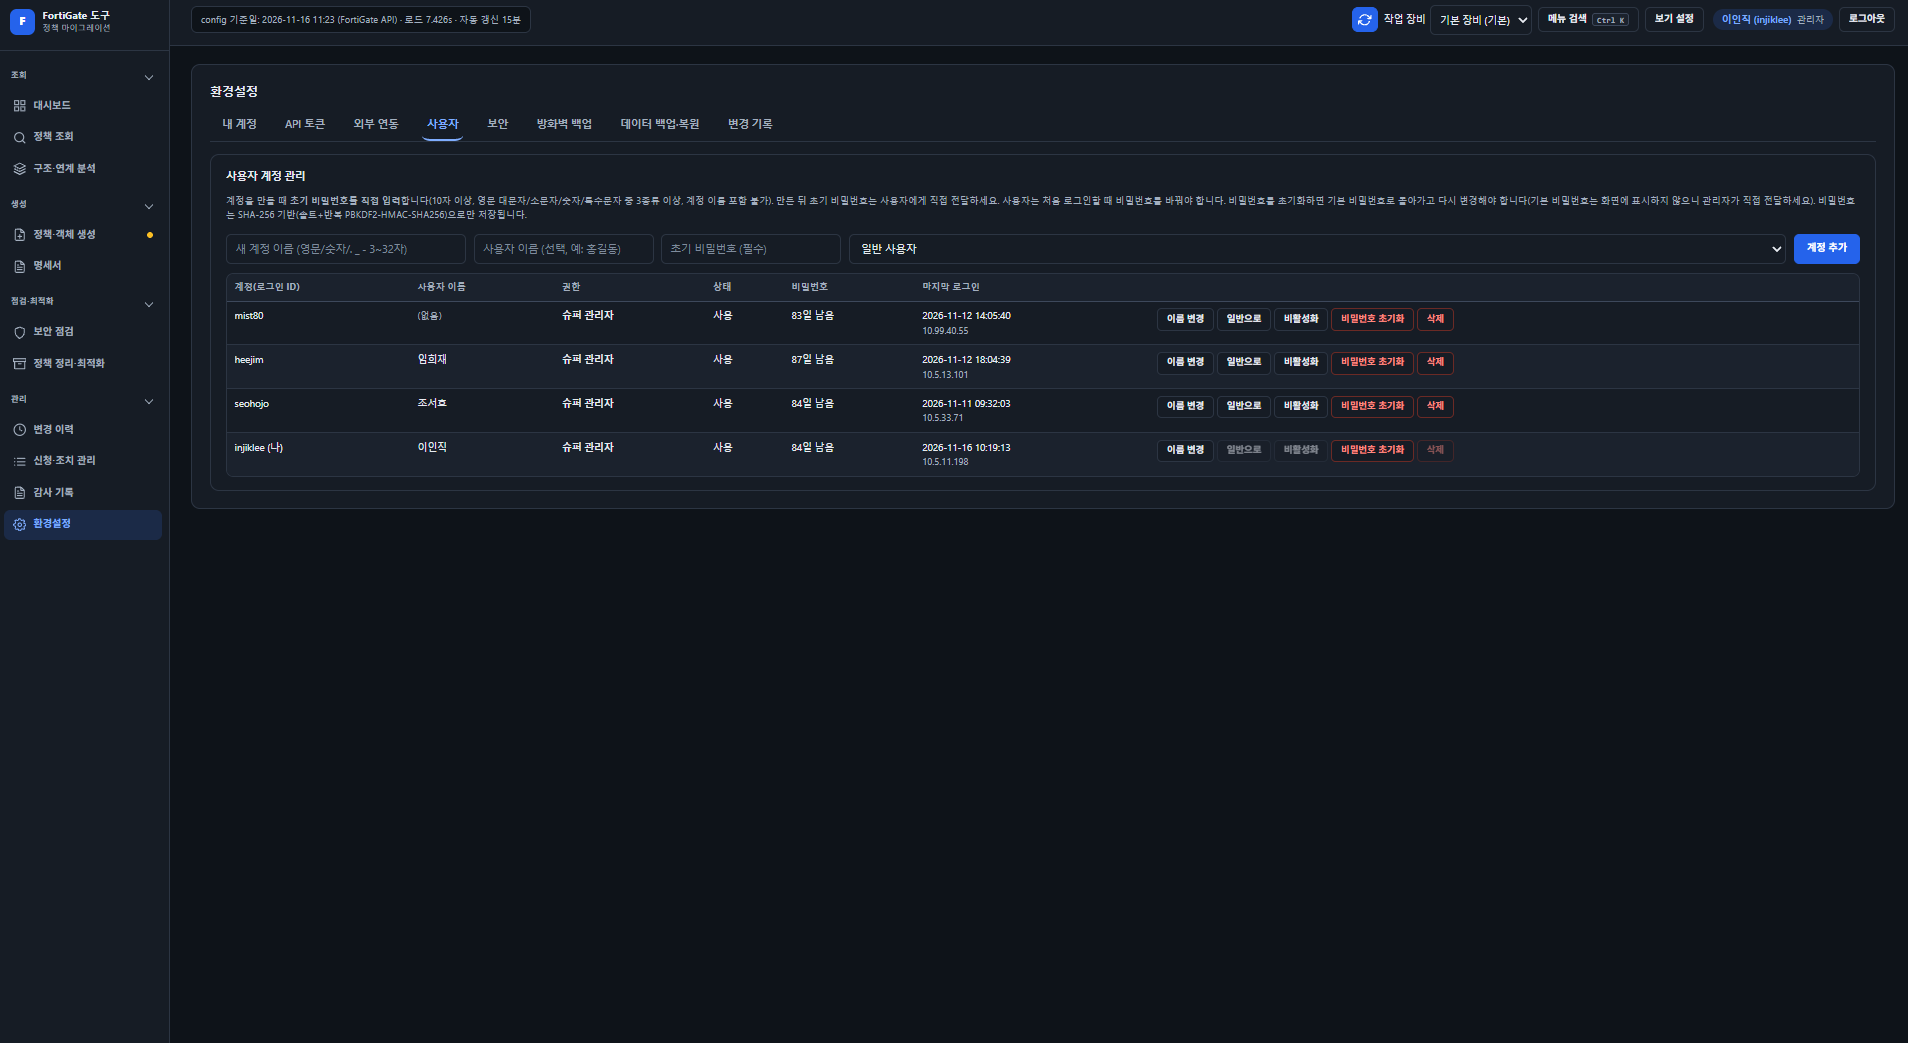 F
FortiGate 도구
정책 마이그레이션
config 기준일: 2026-11-16 11:23 (FortiGate API) · 로드 7.426s · 자동 갱신 15분
작업 장비
기본 장비 (기본)
메뉴 검색 Ctrl K
보기 설정
이인직 (injiklee) 관리자
로그아웃
조회
대시보드
정책 조회
구조·연계 분석
생성
정책·객체 생성
명세서
점검·최적화
보안 점검
정책 정리·최적화
관리
변경 이력
신청·조치 관리
감사 기록
환경설정
환경설정
내 계정
API 토큰
외부 연동
사용자
보안
방화벽 백업
데이터 백업·복원
변경 기록
사용자 계정 관리
계정을 만들 때 초기 비밀번호를 직접 입력합니다(10자 이상, 영문 대문자/소문자/숫자/특수문자 중 3종류 이상, 계정 이름 포함 불가). 만든 뒤 초기 비밀번호는 사용자에게 직접 전달하세요. 사용자는 처음 로그인할 때 비밀번호를 바꿔야 합니다. 비밀번호를 초기화하면 기본 비밀번호로 돌아가고 다시 변경해야 합니다(기본 비밀번호는 화면에 표시하지 않으니 관리자가 직접 전달하세요). 비밀번호
는 SHA-256 기반(솔트+반복 PBKDF2-HMAC-SHA256)으로만 저장됩니다.
새 계정 이름 (영문/숫자/. _ - 3~32자)
사용자 이름 (선택, 예: 홍길동)
초기 비밀번호 (필수)
일반 사용자
계정 추가
계정(로그인 ID) 사용자 이름 권한 상태 비밀번호 마지막 로그인
mist80 (없음) 슈퍼 관리자 사용 83일 남음 2026-11-12 14:05:40
10.99.40.55
이름 변경 일반으로 비활성화 비밀번호 초기화 삭제
heejim 임희재 슈퍼 관리자 사용 87일 남음 2026-11-12 18:04:39
10.5.13.101
이름 변경 일반으로 비활성화 비밀번호 초기화 삭제
seohojo 조서호 슈퍼 관리자 사용 84일 남음 2026-11-11 09:32:03
10.5.33.71
이름 변경 일반으로 비활성화 비밀번호 초기화 삭제
injiklee (나) 이인직 슈퍼 관리자 사용 84일 남음 2026-11-16 10:19:13
10.5.11.198
이름 변경 일반으로 비활성화 비밀번호 초기화 삭제